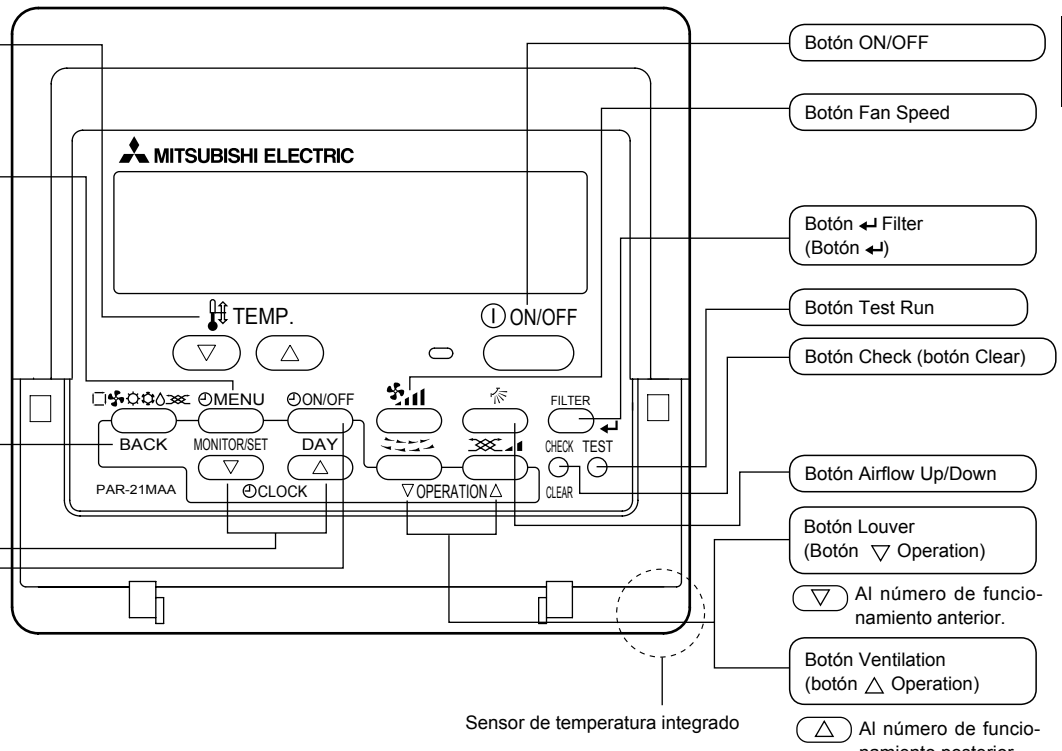 Botón ON/OFF
Botón Fan Speed
MITSUBISHI ELECTRIC
Botón ↵ Filter
(Botón ↵)
TEMP.
ON/OFF
Botón Test Run
Botón Check (botón Clear)
MENU ON/OFF FILTER
BACK MONITOR/SET DAY CHECK TEST
PAR-21MAA CLOCK ▽ OPERATION △ CLEAR
Botón Airflow Up/Down
Botón Louver
(Botón ▽ Operation)
▽ Al número de funcio-
namiento anterior.
Botón Ventilation
(botón △ Operation)
Sensor de temperatura integrado
△ Al número de funcio-
namiento posterior